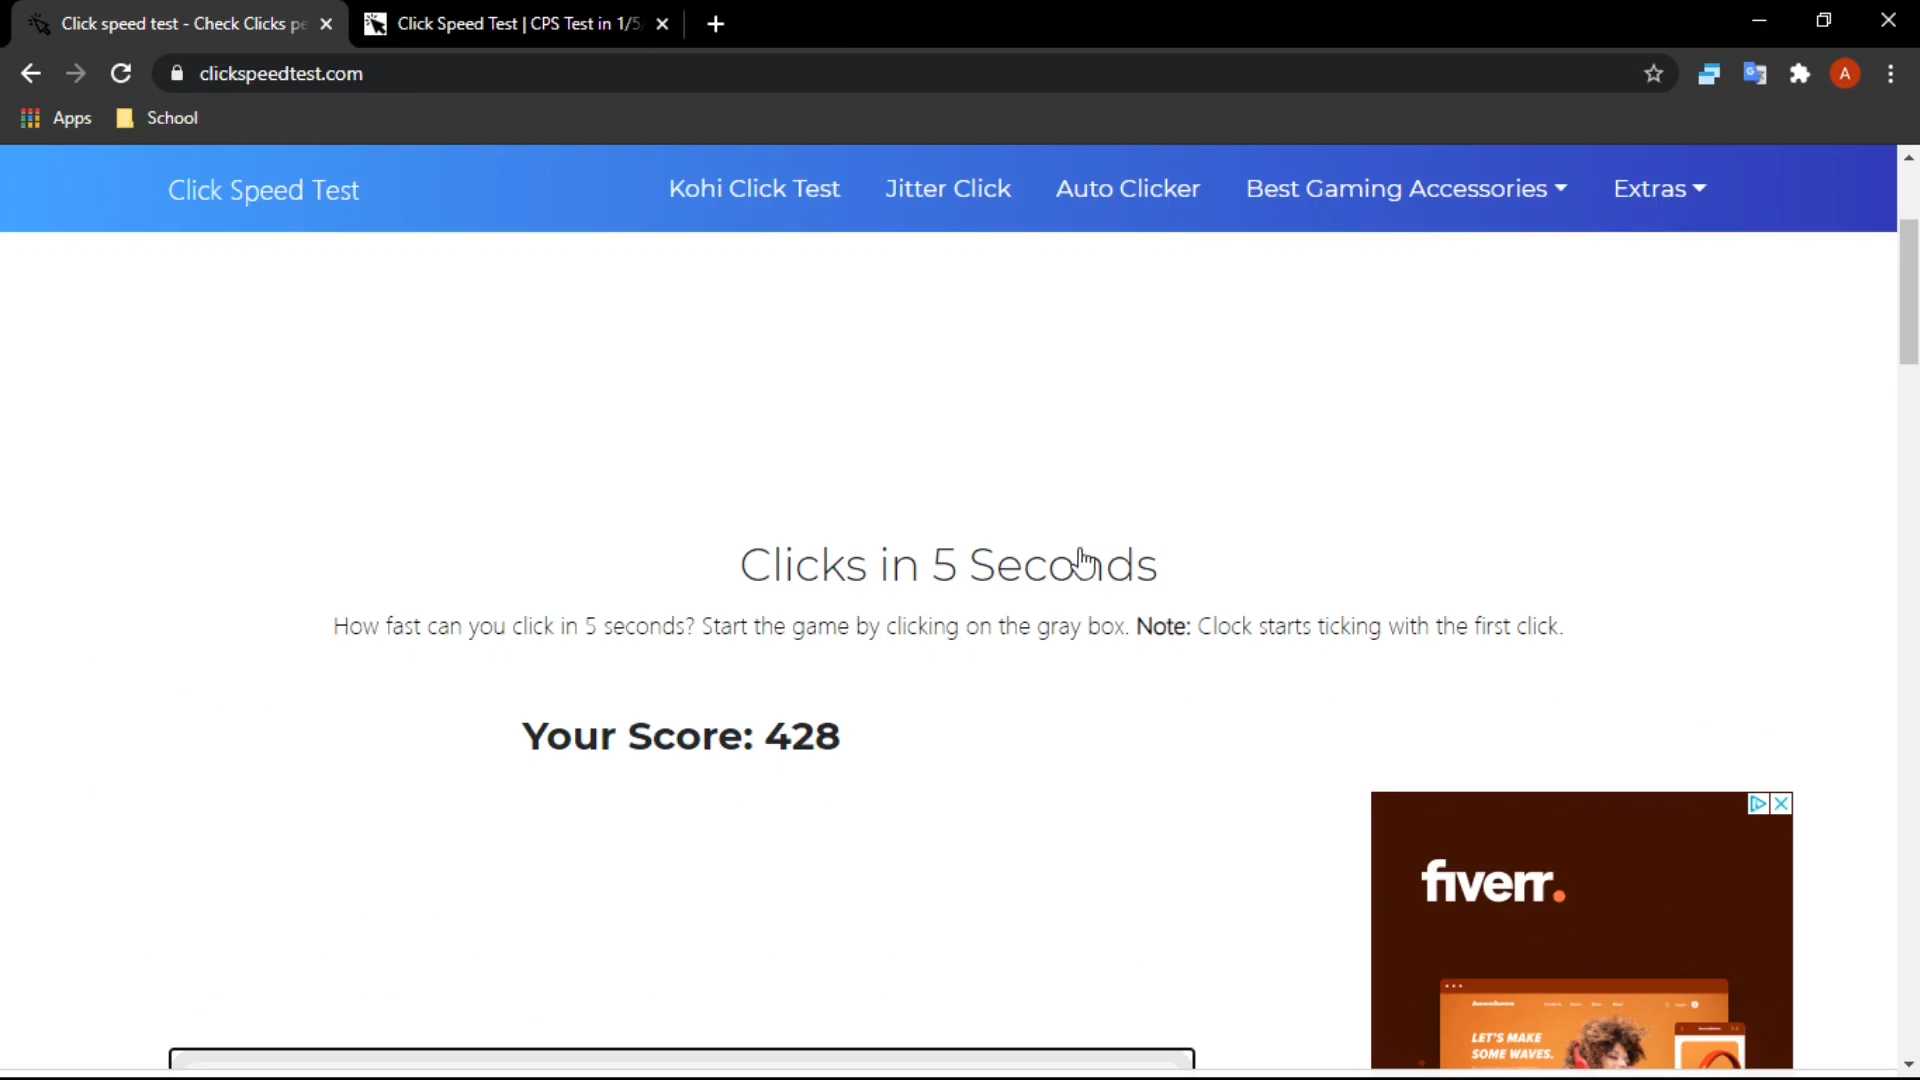 Click speed test - Check Clicks pe
Click Speed Test | CPS Test in 1/5
clickspeedtest.com
A
Apps
School
Click Speed Test
Kohi Click Test
Jitter Click
Auto Clicker
Best Gaming Accessories
Extras
Clicks in 5 Seconds
How fast can you click in 5 seconds? Start the game by clicking on the gray box. Note: Clock starts ticking with the first click.
Your Score: 428
fiverr.
LET'S MAKE
SOME WAVES.